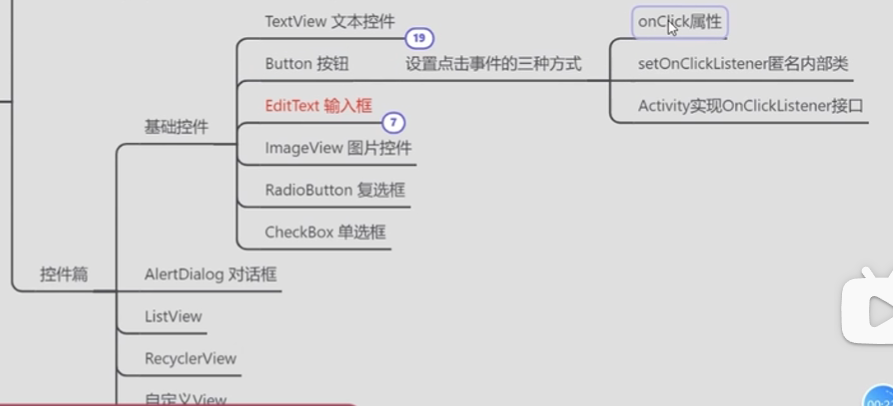 TextView 文本控件
19
Button 按钮
设置点击事件的三种方式
onClick属性
setOnClickListener匿名内部类
Activity实现OnClickListener接口
EditText 输入框
7
基础控件
ImageView 图片控件
RadioButton 复选框
CheckBox 单选框
控件篇
AlertDialog 对话框
ListView
RecyclerView
自定义View